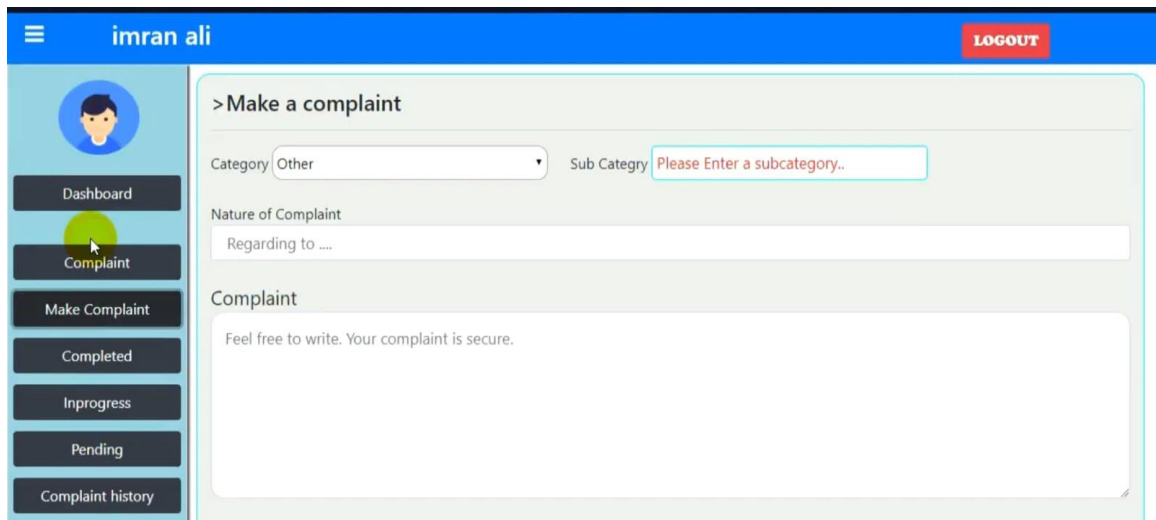 imran ali
LOGOUT
>Make a complaint
Category Other
Sub Categry Please Enter a subcategory..
Dashboard
Nature of Complaint
Regarding to ....
Complaint
Make Complaint
Completed
Inprogress
Pending
Complaint history
Complaint
Feel free to write. Your complaint is secure.